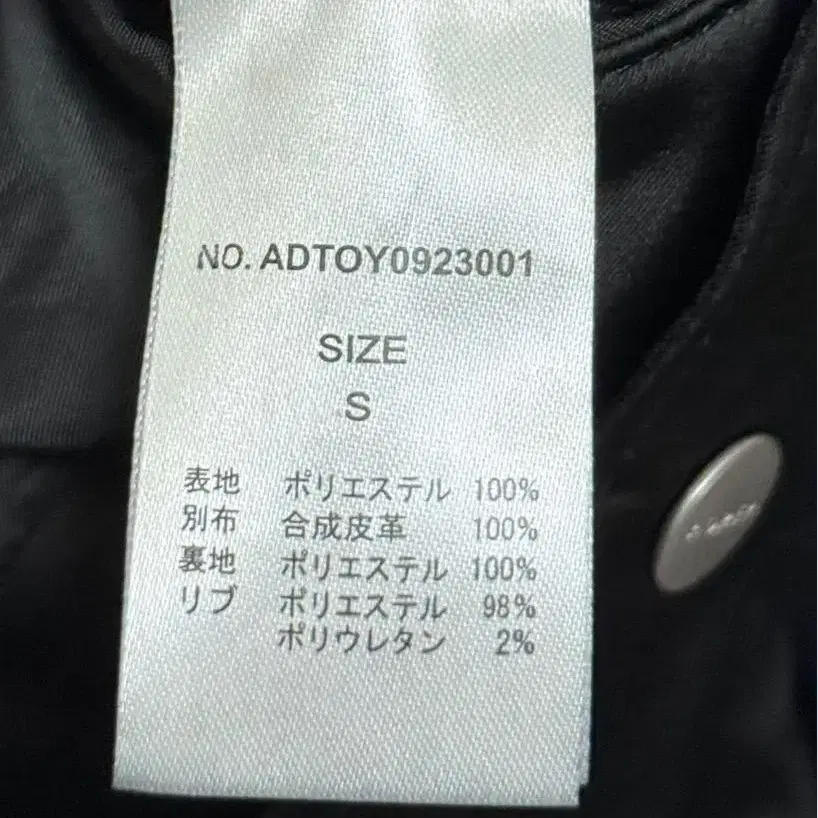 NO. ADTOY0923001
SIZE
S
表地 ポリエステル 100%
別布 合成皮革 100%
裏地 ポリエステル 100%
リブ ポリエステル 98%
ポリウレタン 2%